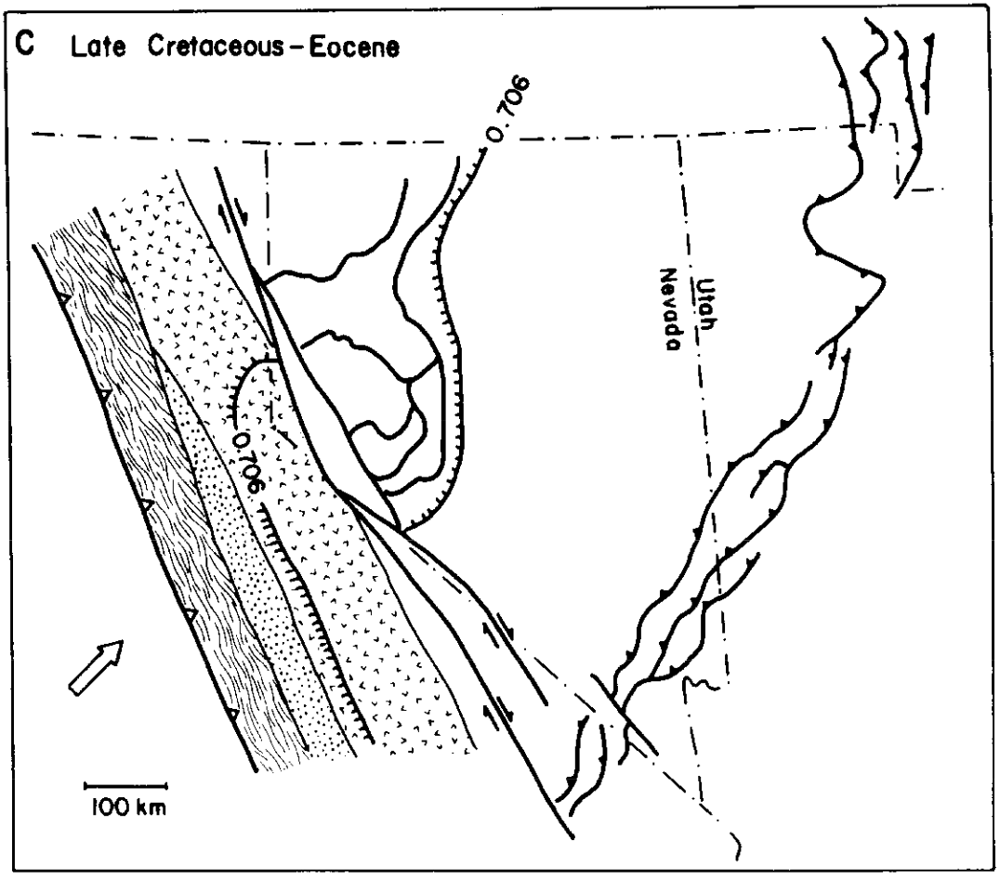 C Late Cretaceous-Eocene
0.706
Utah
Nevada
0.706
100 km